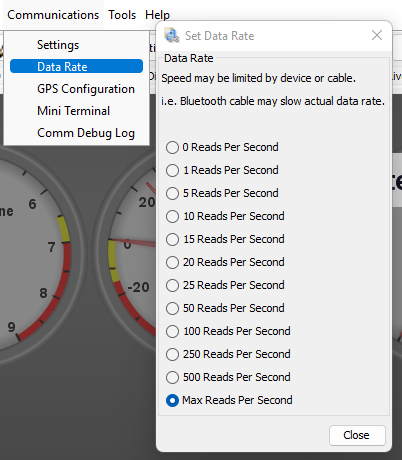 Communications Tools Help
Settings
Data Rate
GPS Configuration
Mini Terminal
Comm Debug Log
6
7
8
9
20
0
-20
Set Data Rate
Data Rate
Speed may be limited by device or cable.
i.e. Bluetooth cable may slow actual data rate.
0 Reads Per Second
1 Reads Per Second
5 Reads Per Second
10 Reads Per Second
15 Reads Per Second
20 Reads Per Second
25 Reads Per Second
50 Reads Per Second
100 Reads Per Second
250 Reads Per Second
500 Reads Per Second
Max Reads Per Second
Close